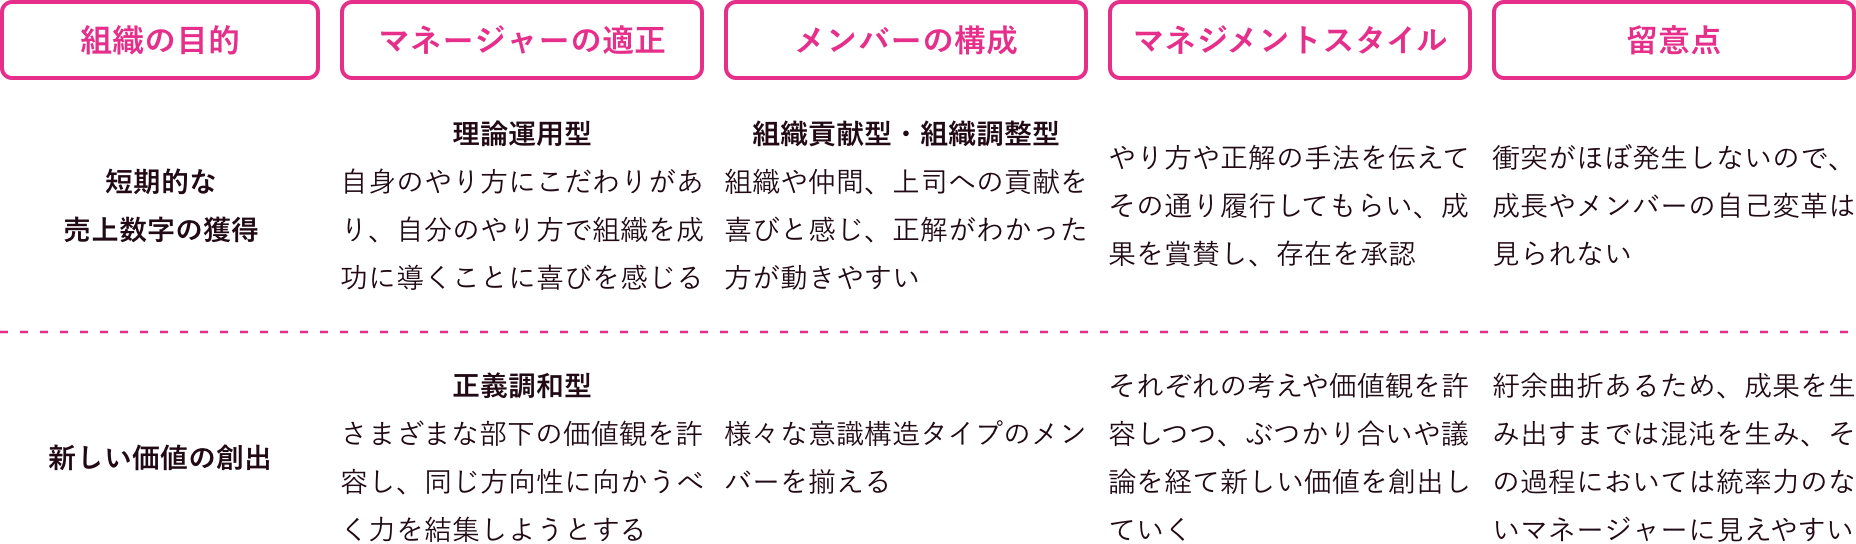 組織の目的
マネージャーの適正
メンバーの構成
マネジメントスタイル
留意点
短期的な
売上数字の獲得
理論運用型
自身のやり方にこだわりがあ
り、自分のやり方で組織を成
功に導くことに喜びを感じる
組織貢献型・組織調整型
組織や仲間、上司への貢献を
喜びと感じ、正解がわかった
方が動きやすい
やり方や正解の手法を伝えて
その通り履行してもらい、成
果を賞賛し、存在を承認
衝突がほぼ発生しないので、
成長やメンバーの自己変革は
見られない
新しい価値の創出
正義調和型
さまざまな部下の価値観を許
容し、同じ方向性に向かうべ
く力を結集しようとする
様々な意識構造タイプのメン
バーを揃える
それぞれの考えや価値観を許
容しつつ、ぶつかり合いや議
論を経て新しい価値を創出し
ていく
紆余曲折あるため、成果を生
み出すまでは混沌を生み、そ
の過程においては統率力のな
いマネージャーに見えやすい